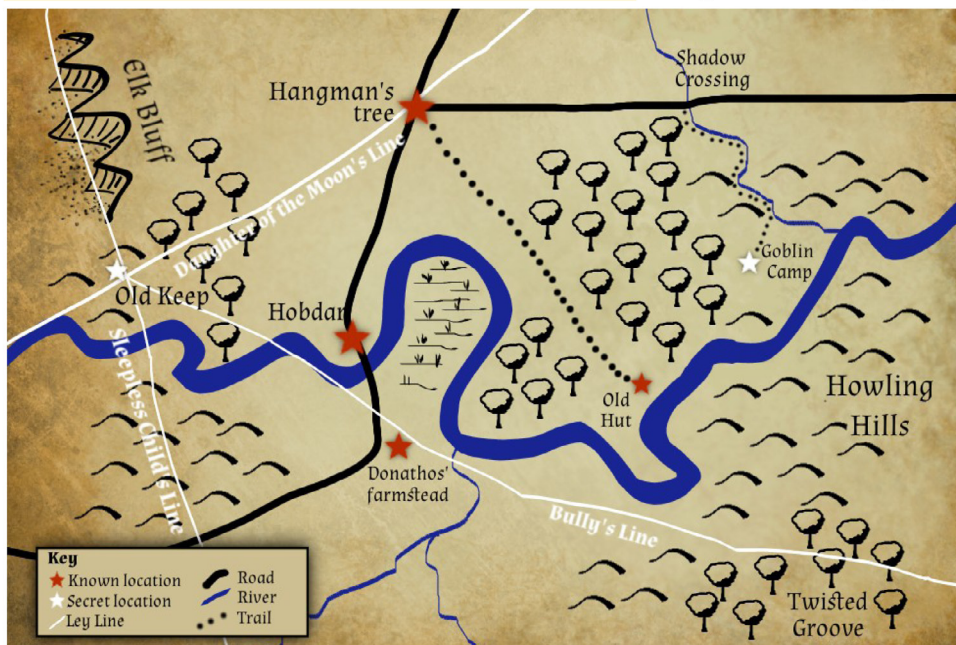 Elk Bluff
Hangman's
tree
Shadow
Crossing
Daughter of the Moon's Line
Goblin
Camp
Old Keep
Hobdar
Sleepless Child's Line
Old
Hut
Howling
Hills
Donathos'
farmstead
Bully's Line
Twisted
Groove
Key
Known location
Secret location
Ley Line
Road
River
Trail